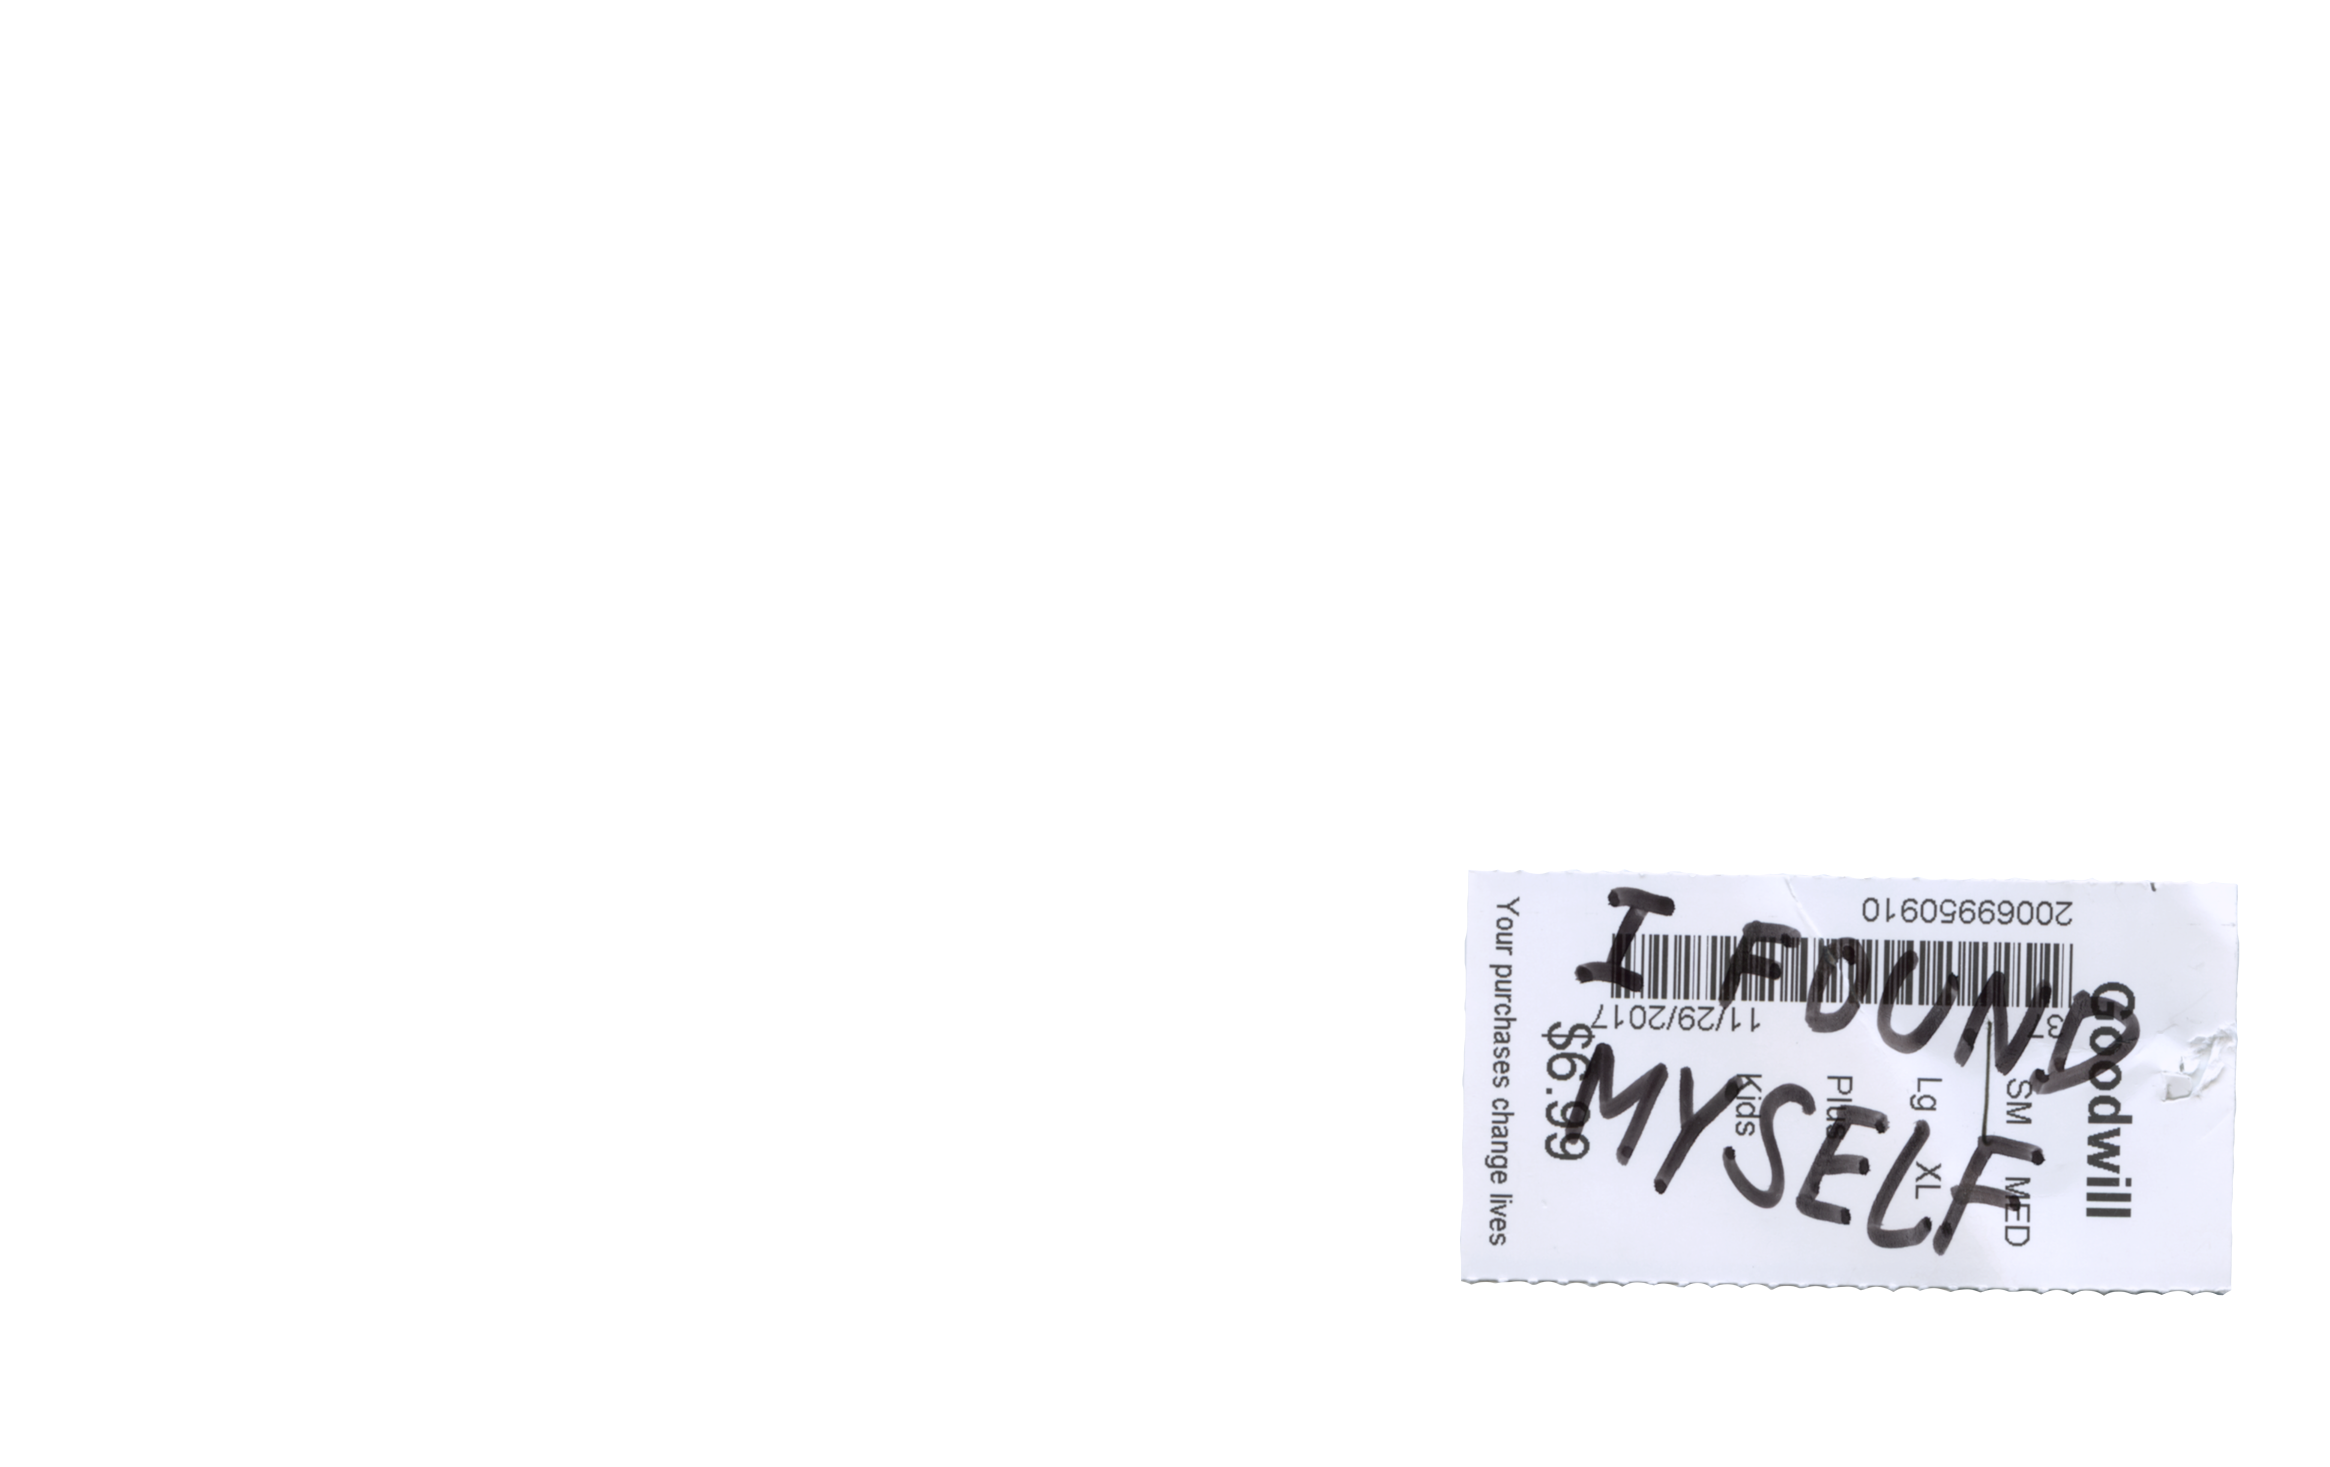 I FOUND
MYSELF
Goodwill
SM MED
Lg XL
Plus
Kids
$6.99
Your purchases change lives
20069950910
37
11/29/2017